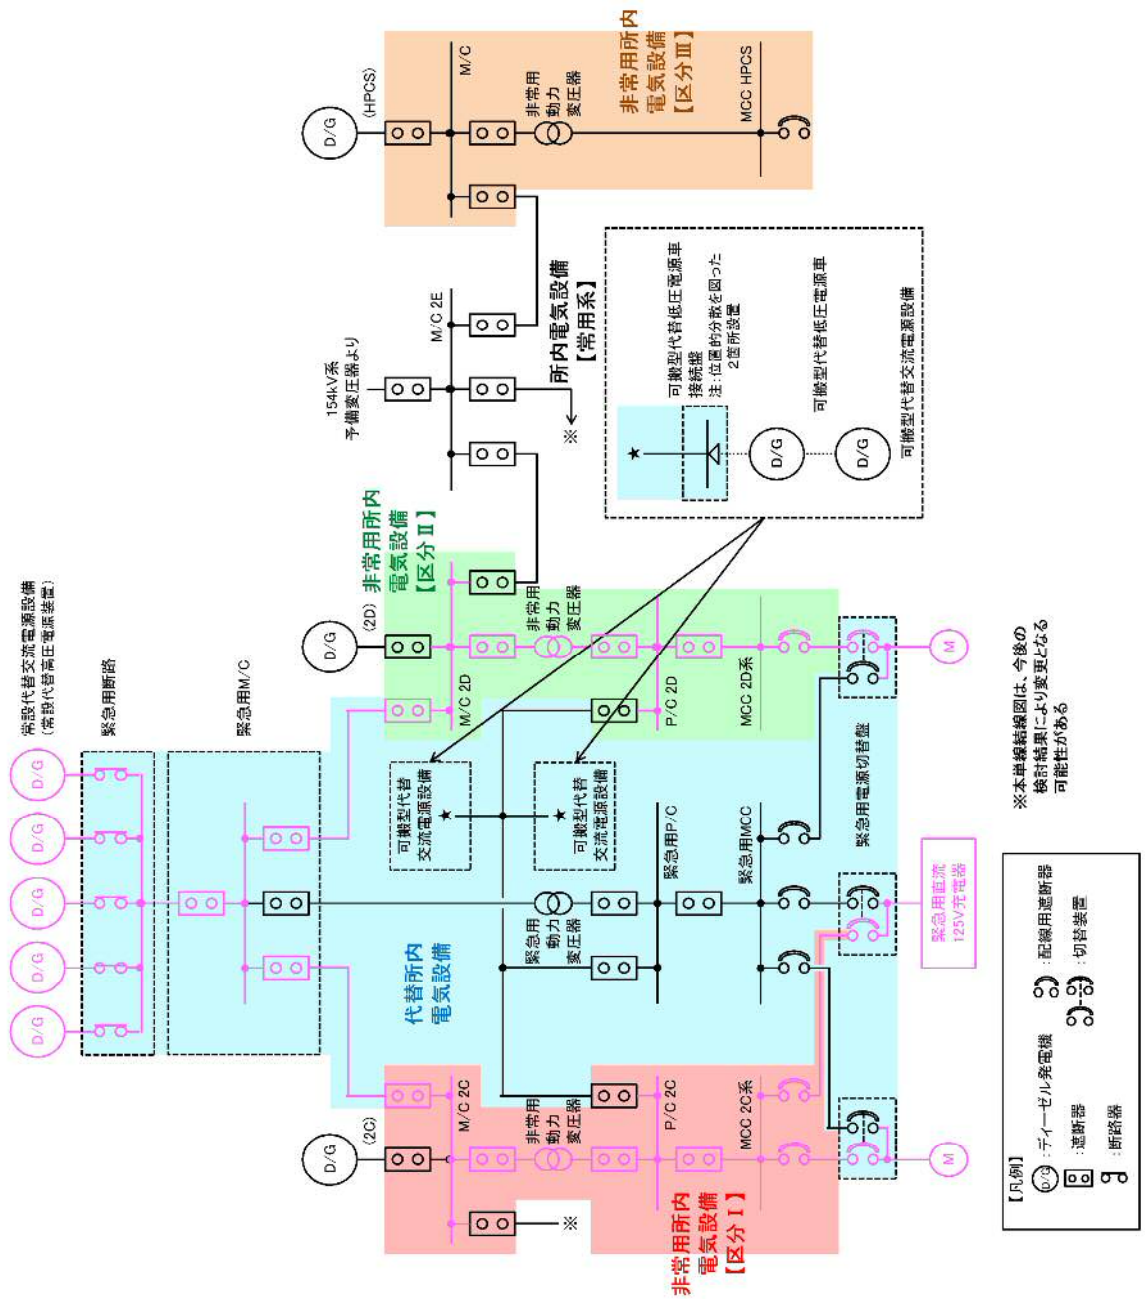 常設代替交流電源設備
(常設代替高圧電源装置)
D/G
D/G
D/G
D/G
D/G
緊急用断路
緊急用M/C
D/G
(2C)
D/G
(2D)
154kV系
予備変圧器より
D/G
(HPCS)
非常用所内
電気設備
【区分Ⅱ】
M/C 2C
M/C 2D
M/C 2E
M/C
代替所内
電気設備
可搬型代替
交流電源設備
★
★
可搬型代替
交流電源設備
※
非常用
動力
変圧器
緊急用
動力
変圧器
非常用
動力
変圧器
※
所内電気設備
【常用系】
非常用
動力
変圧器
非常用所内
電気設備
【区分Ⅲ】
非常用所内
電気設備
【区分Ⅰ】
P/C 2C
緊急用P/C
P/C 2D
MCC 2C系
緊急用MCC
MCC 2D系
MCC HPCS
★
可搬型代替低圧電源車
接続盤
注:位置的分散を図った
2箇所設置
D/G
D/G
可搬型代替低圧電源車
可搬型代替交流電源設備
緊急用電源切替盤
M
緊急用直流
125V充電器
M
【凡例】
D/G
:ディーゼル発電機
:遮断器
:断路器
:配線用遮断器
:切替装置
※本単線結線図は、今後の
検討結果により変更となる
可能性がある